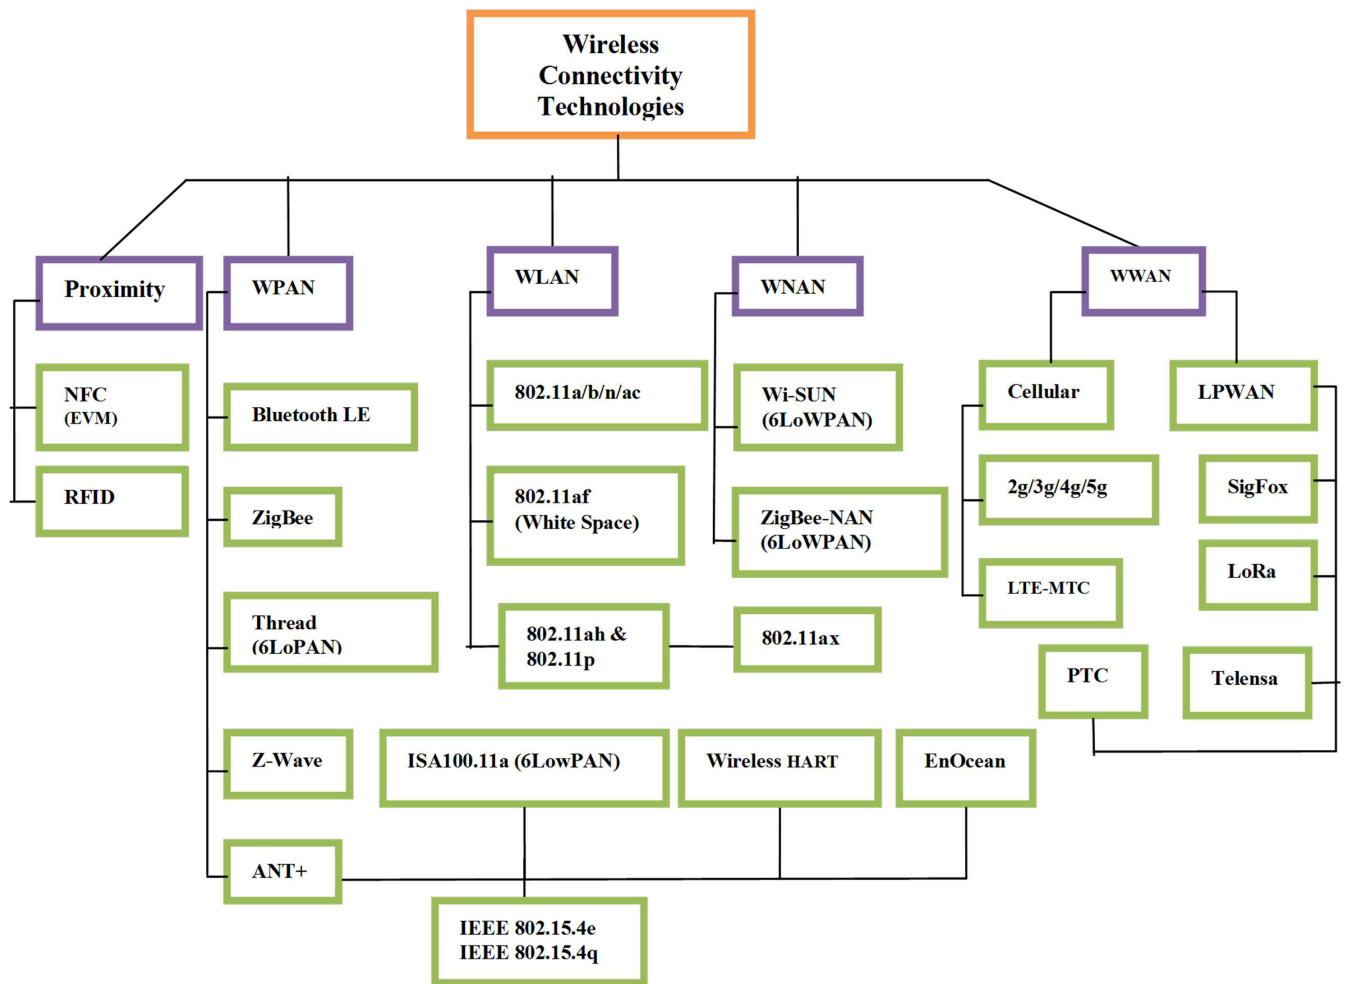 Wireless
Connectivity
Technologies
Proximity
WPAN
WLAN
WNAN
WWAN
NFC
(EVM)
RFID
Bluetooth LE
ZigBee
Thread
(6LoPAN)
Z-Wave
ANT+
802.11a/b/n/ac
802.11af
(White Space)
802.11ah &
802.11p
802.11ax
Wi-SUN
(6LoWPAN)
ZigBee-NAN
(6LoWPAN)
Cellular
2g/3g/4g/5g
LTE-MTC
LPWAN
SigFox
LoRa
Telensa
PTC
ISA100.11a (6LowPAN)
Wireless HART
EnOcean
IEEE 802.15.4e
IEEE 802.15.4q